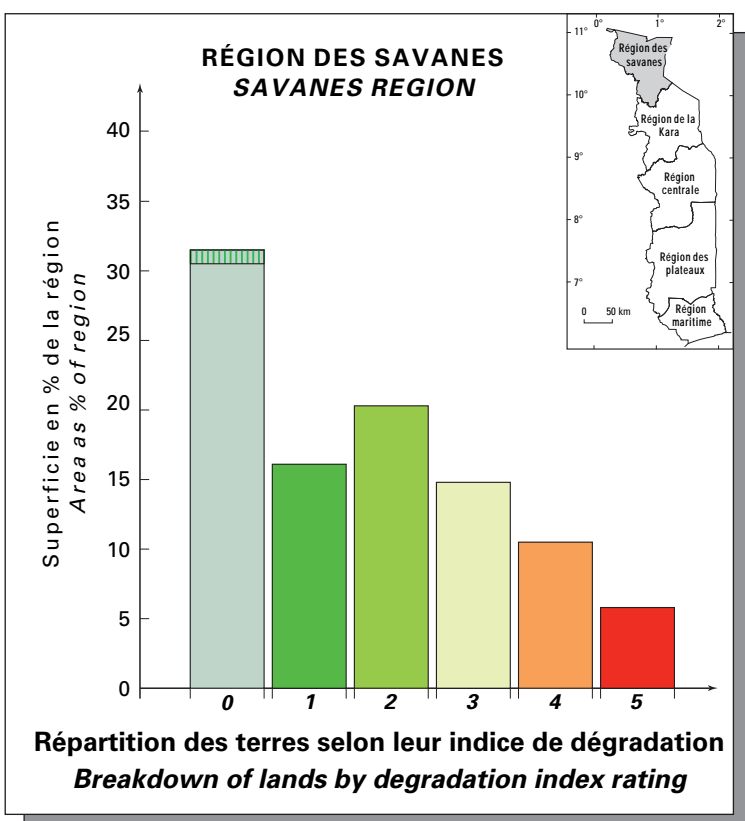 RÉGION DES SAVANES
SAVANES REGION
Superficie en % de la région
Area as % of region
40
35
30
25
20
15
10
5
0
0 1 2 3 4 5
Répartition des terres selon leur indice de dégradation
Breakdown of lands by degradation index rating
0° 1° 2°
11°
10°
9°
8°
7°
Région des
savanes
Région de la
Kara
Région
centrale
Région des
plateaux
Région
maritime
0 50 km